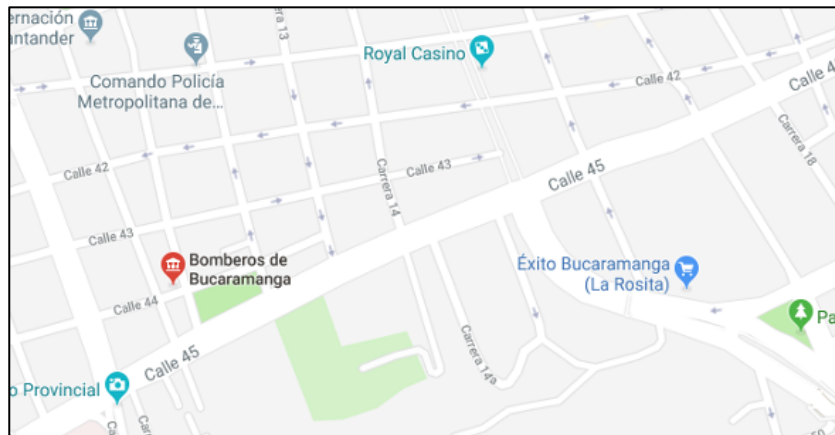 ernación
antander
Comando Policía
Metropolitana de...
Carrera 13
Royal Casino
Calle 42
Calle 4
Calle 42
Calle 43
Carrera 14
Calle 45
Carrera 18
Calle 43
Bomberos de
Bucaramanga
Éxito Bucaramanga
(La Rosita)
Calle 44
Pa
Calle 45
Carrera 14a
o Provincial
Ca